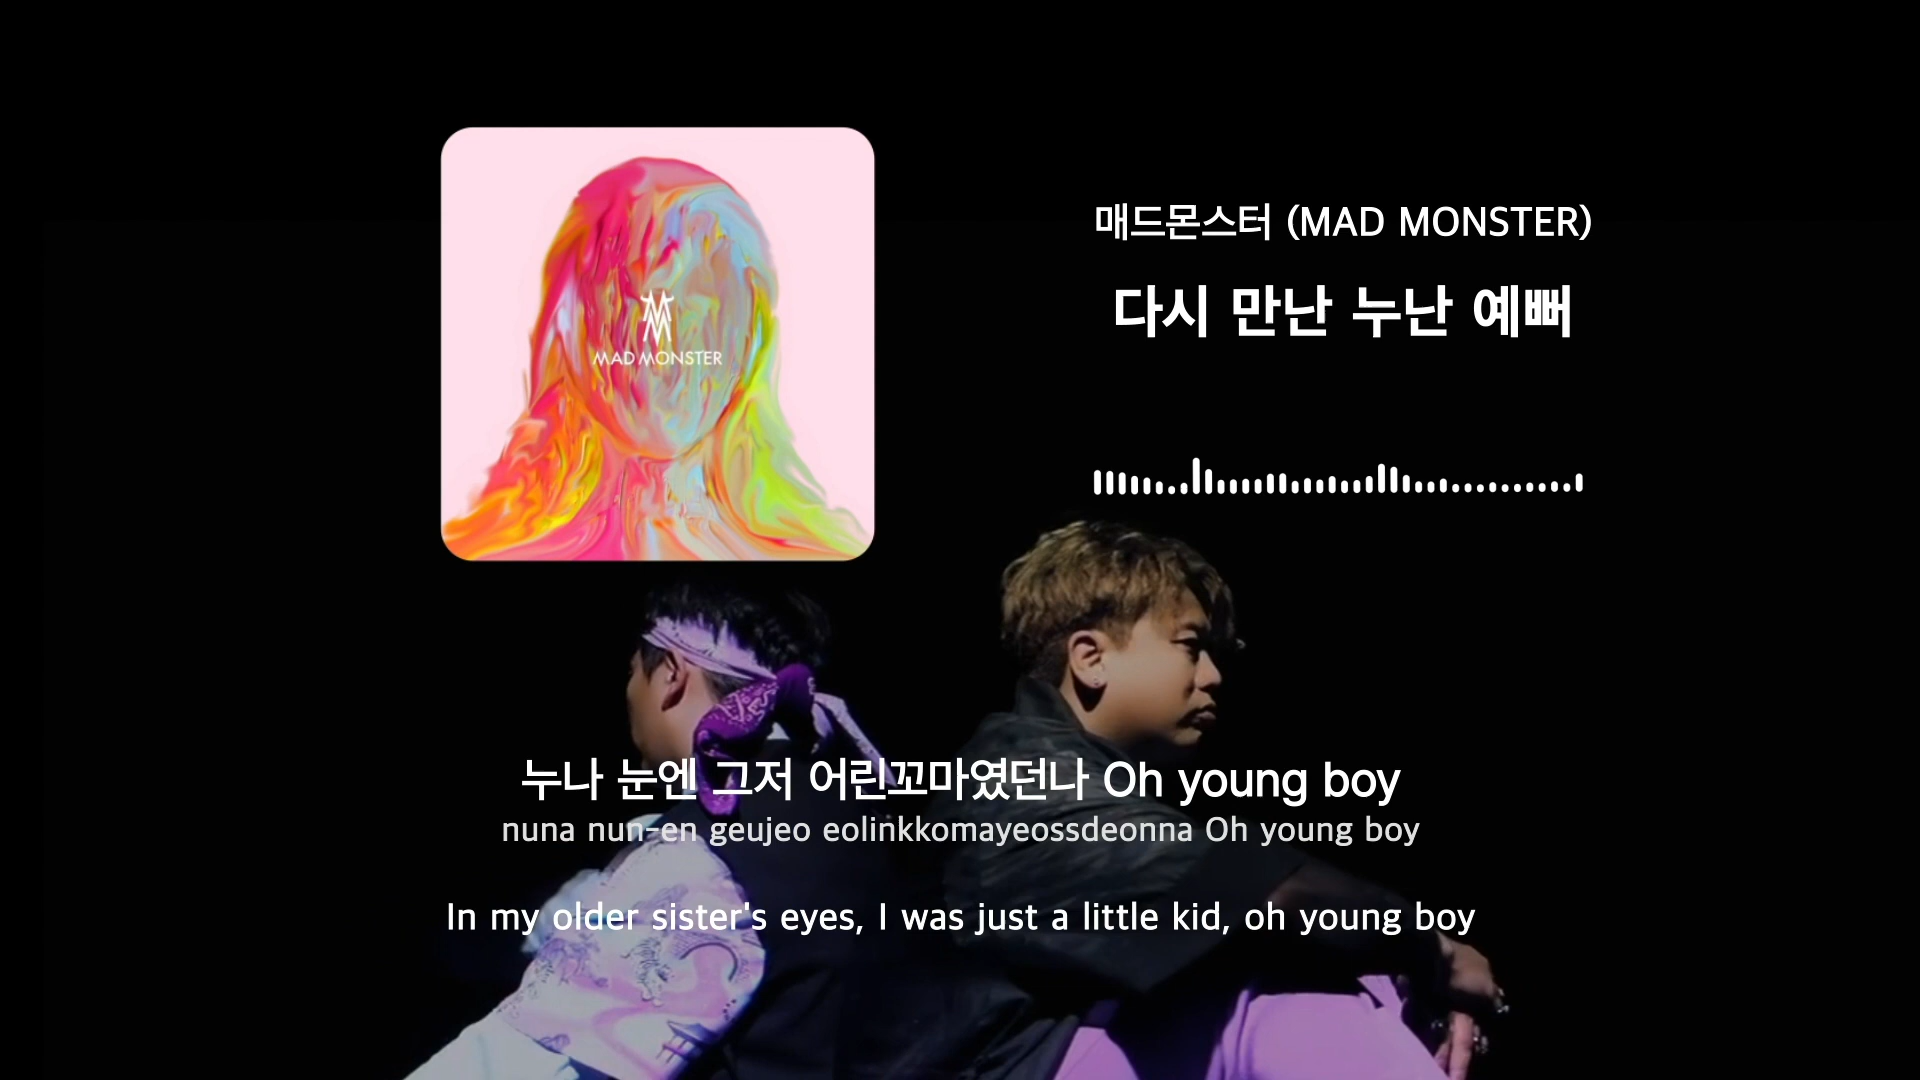 MAD MONSTER
매드몬스터 (MAD MONSTER)
다시 만난 누난 예뻐
누나 눈엔 그저 어린꼬마였던나 Oh young boy
nuna nun-en geujeo eolinkkomayeossdeonna Oh young boy
In my older sister's eyes, I was just a little kid, oh young boy